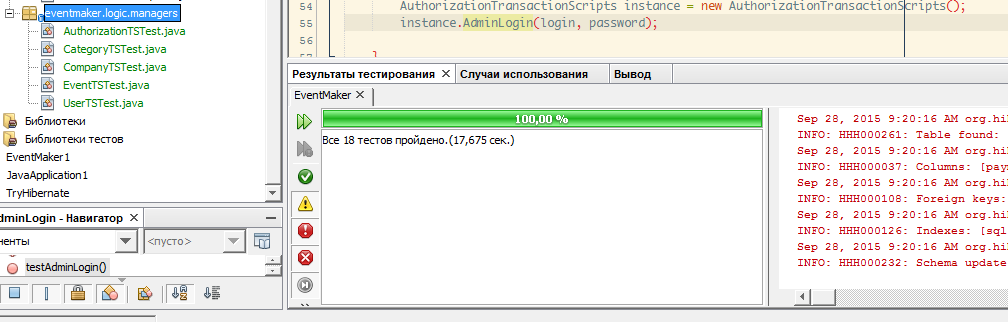 eventmaker.logic.managers
AuthorizationTSTest.java
CategoryTSTest.java
CompanyTSTest.java
EventTSTest.java
UserTSTest.java
Библиотеки
Библиотеки тестов
EventMaker1
JavaApplication1
TryHibernate
dminLogin - Навигатор
ненты
<пусто>
testAdminLogin()
54 AuthorizationTransactionScripts instance = new AuthorizationTransactionScripts();
55 instance.AdminLogin(login, password);
56
57 }
Результаты тестирования Случаи использования Вывод
EventMaker
100,00 %
Все 18 тестов пройдено.(17,675 сек.)
Sep 28, 2015 9:20:16 AM org.hi
INFO: HHH000261: Table found:
Sep 28, 2015 9:20:16 AM org.hi
INFO: HHH000037: Columns: [pay
Sep 28, 2015 9:20:16 AM org.hi
INFO: HHH000108: Foreign keys:
Sep 28, 2015 9:20:16 AM org.hi
INFO: HHH000126: Indexes: [sql
Sep 28, 2015 9:20:16 AM org.hi
INFO: HHH000232: Schema update